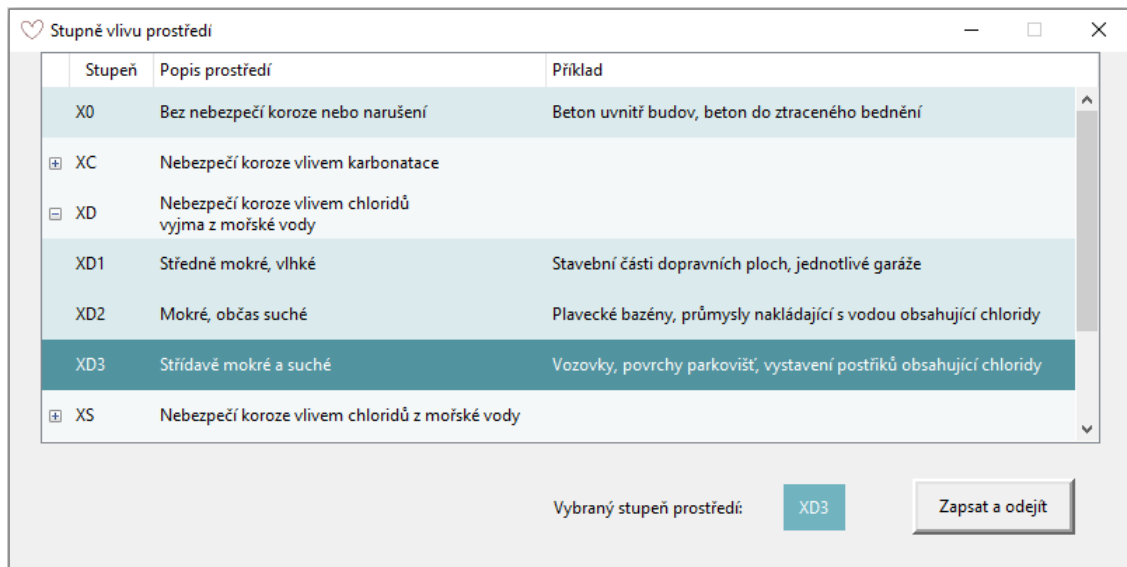 Stupně vlivu prostředí
Stupeň Popis prostředí Příklad
X0 Bez nebezpečí koroze nebo narušení Beton uvnitř budov, beton do ztraceného bednění
XC Nebezpečí koroze vlivem karbonatace
XD Nebezpečí koroze vlivem chloridů
vyjma z mořské vody
XD1 Středně mokré, vlhké Stavební části dopravních ploch, jednotlivé garáže
XD2 Mokré, občas suché Plavecké bazény, průmysly nakládající s vodou obsahující chloridy
XD3 Střídavě mokré a suché Vozovky, povrchy parkovišť, vystavení postřiků obsahující chloridy
XS Nebezpečí koroze vlivem chloridů z mořské vody
Vybraný stupeň prostředí: XD3 Zapsat a odejít